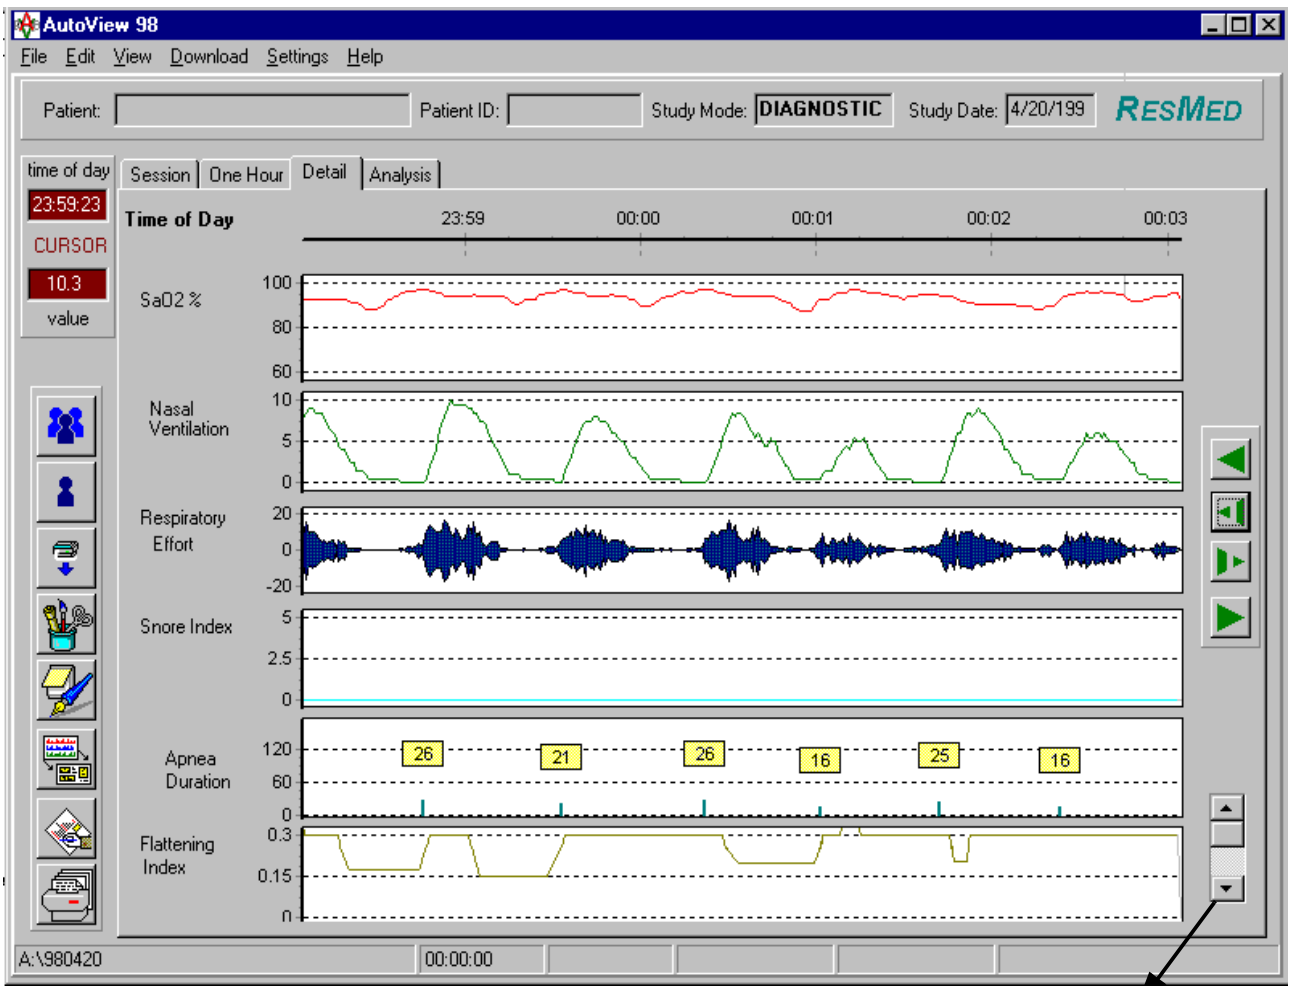 AutoView 98
File Edit View Download Settings Help
Patient: Patient ID: Study Mode: DIAGNOSTIC Study Date: 4/20/199 RESMED
time of day
23:59:23
CURSOR
10.3
value
Session One Hour Detail Analysis
Time of Day 23:59 00:00 00:01 00:02 00:03
SaO2 % 100
80
60
Nasal Ventilation 10
5
0
Respiratory Effort 20
0
-20
Snore Index 5
2.5
0
Apnea Duration 120
60
0
26 21 26 16 25 16
Flattening Index 0.3
0.15
0
A:\980420 00:00:00